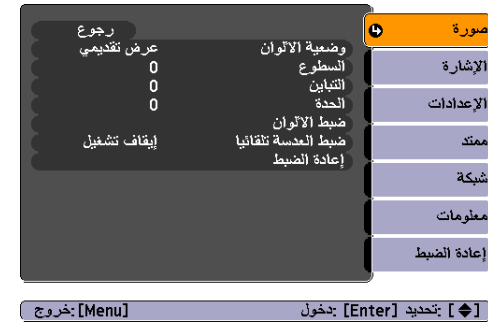 صورة
الإشارة
الإعدادات
ممتد
شبكة
معلومات
إعادة الضبط
رجوع
وضعية الألوان عرض تقديمي
السطوع 0
التباين 0
الحدة 0
ضبط الألوان
ضبط العدسة تلقائيا إيقاف تشغيل
إعادة الضبط
[◆] :تحديد [Enter] :دخول [Menu] :خروج